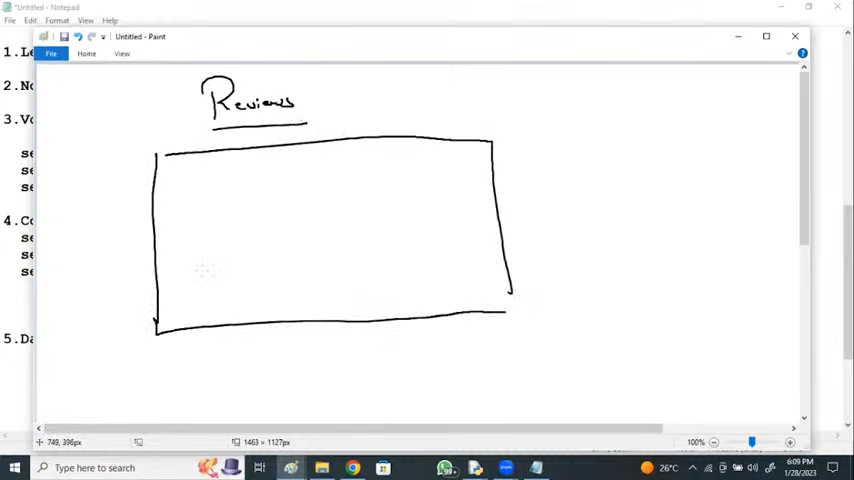 *Untitled - Notepad
File Edit Format View Help
Untitled - Paint
File Home View
1.Le
2.No
3.Vo
se
se
se
4.Co
se
se
se
5.Da
Reviews
749, 396px 1463 × 1127px 100%
Type here to search 99+ 26°C 6:09 PM
1/28/2023